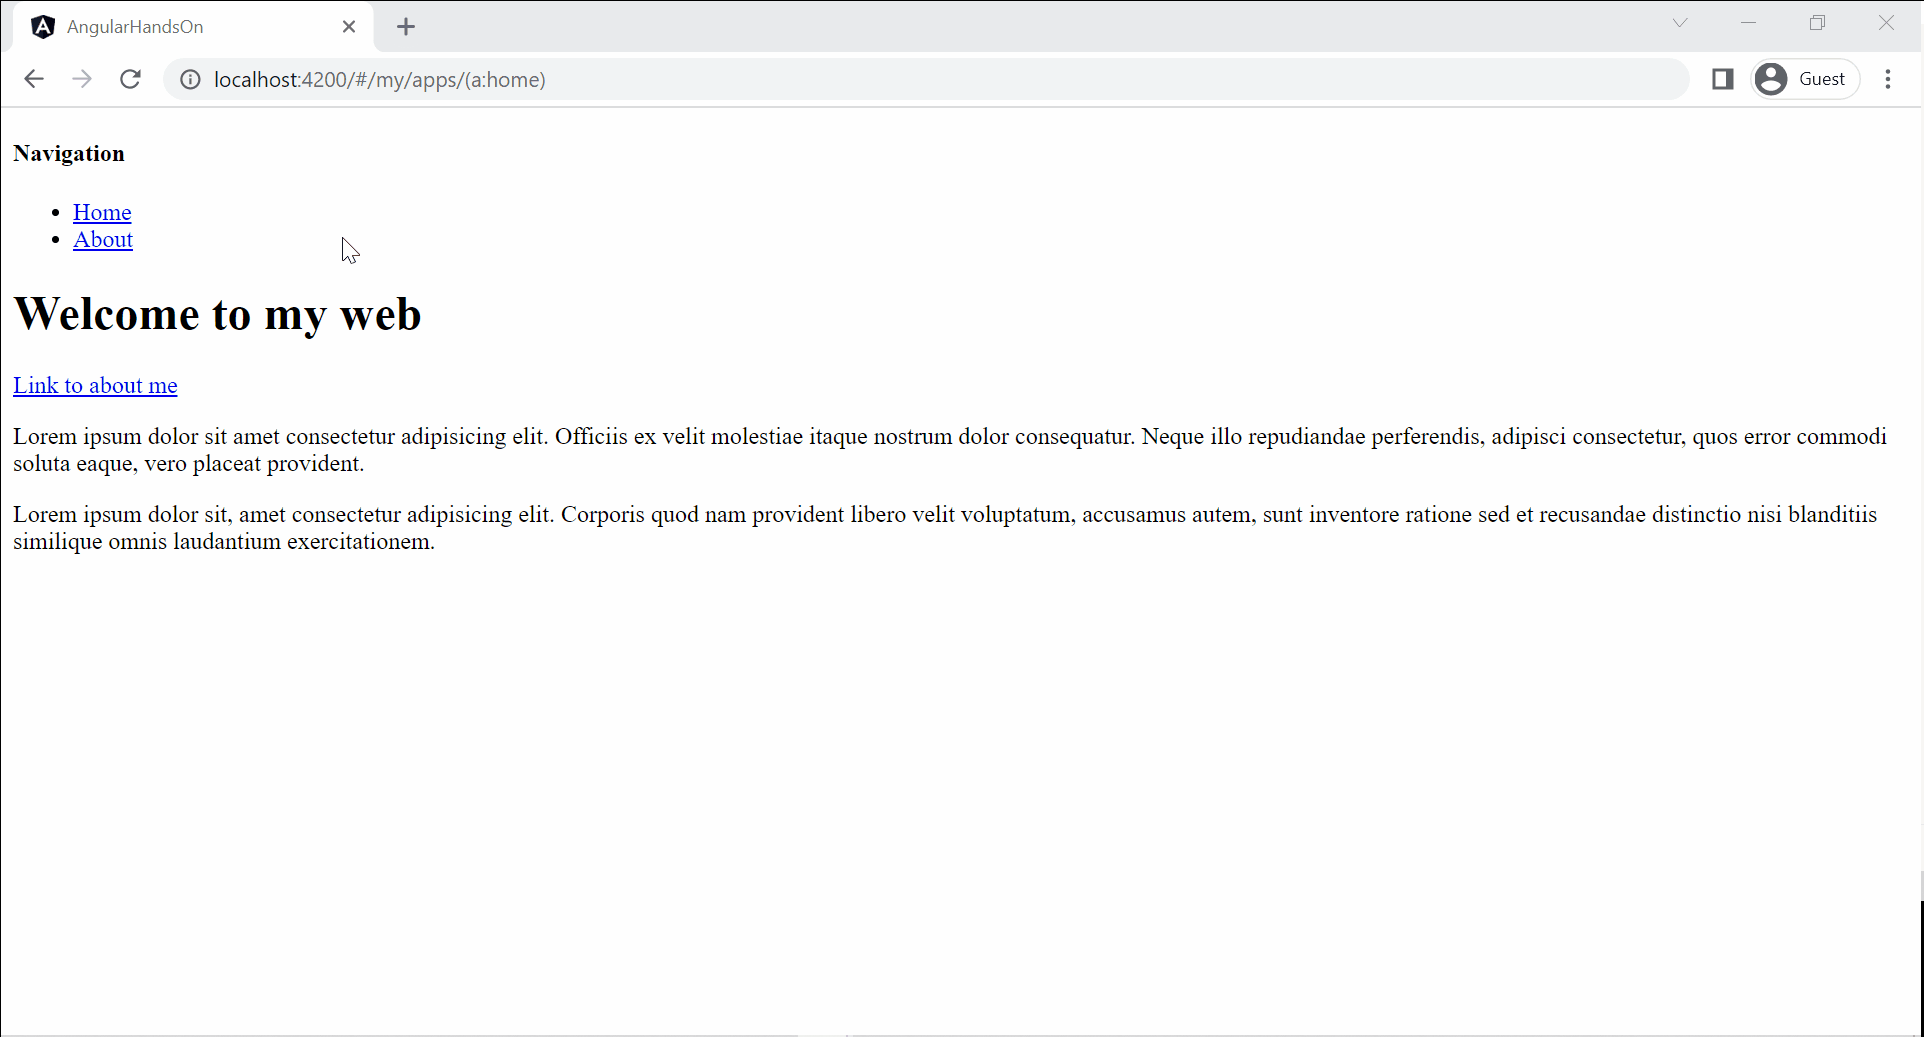 AngularHandsOn
localhost:4200/#/my/apps/(a:home)
Guest
Navigation
Home
About
Welcome to my web
Link to about me
Lorem ipsum dolor sit amet consectetur adipisicing elit. Officiis ex velit molestiae itaque nostrum dolor consequatur. Neque illo repudiandae perferendis, adipisci consectetur, quos error commodi
soluta eaque, vero placeat provident.
Lorem ipsum dolor sit, amet consectetur adipisicing elit. Corporis quod nam provident libero velit voluptatum, accusamus autem, sunt inventore ratione sed et recusandae distinctio nisi blanditiis
similique omnis laudantium exercitationem.